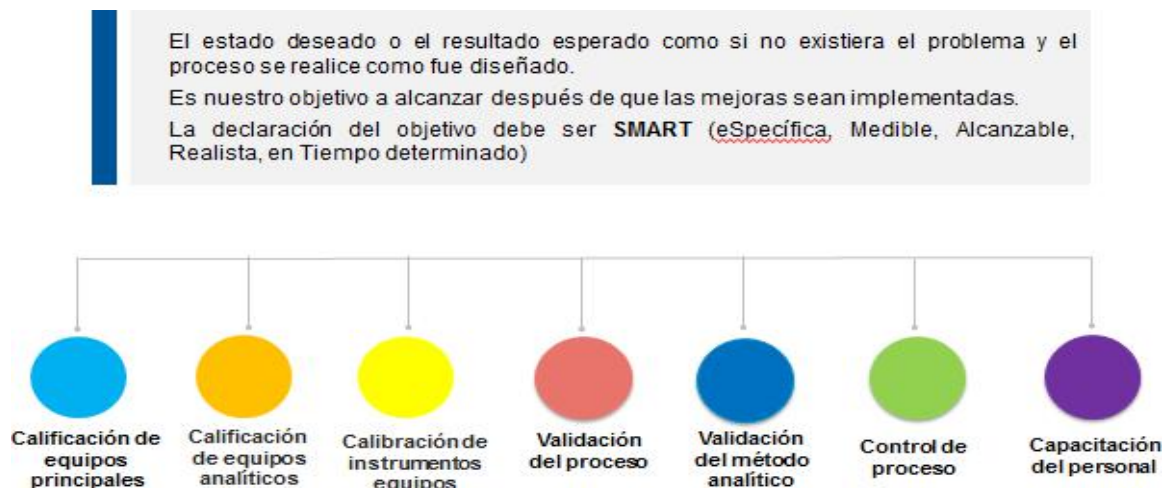 El estado deseado o el resultado esperado como si no existiera el problema y el
proceso se realice como fue diseñado.
Es nuestro objetivo a alcanzar después de que las mejoras sean implementadas.
La declaración del objetivo debe ser SMART (eSpecífica, Medible, Alcanzable,
Realista, en Tiempo determinado)
Calificación de
equipos
principales
Calificación
de equipos
analíticos
Calibración de
instrumentos
equipos
Validación
del proceso
Validación
del método
analítico
Control de
proceso
Capacitación
del personal